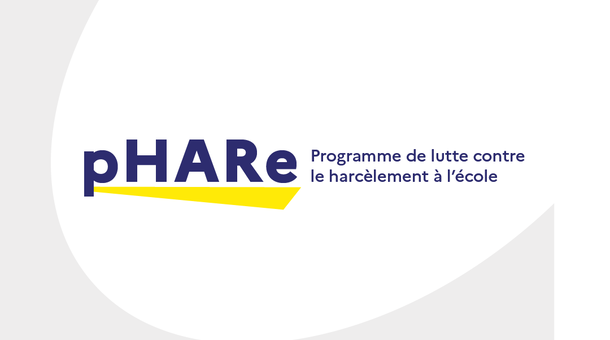 pHARe
Programme de lutte contre
le harcèlement à l'école